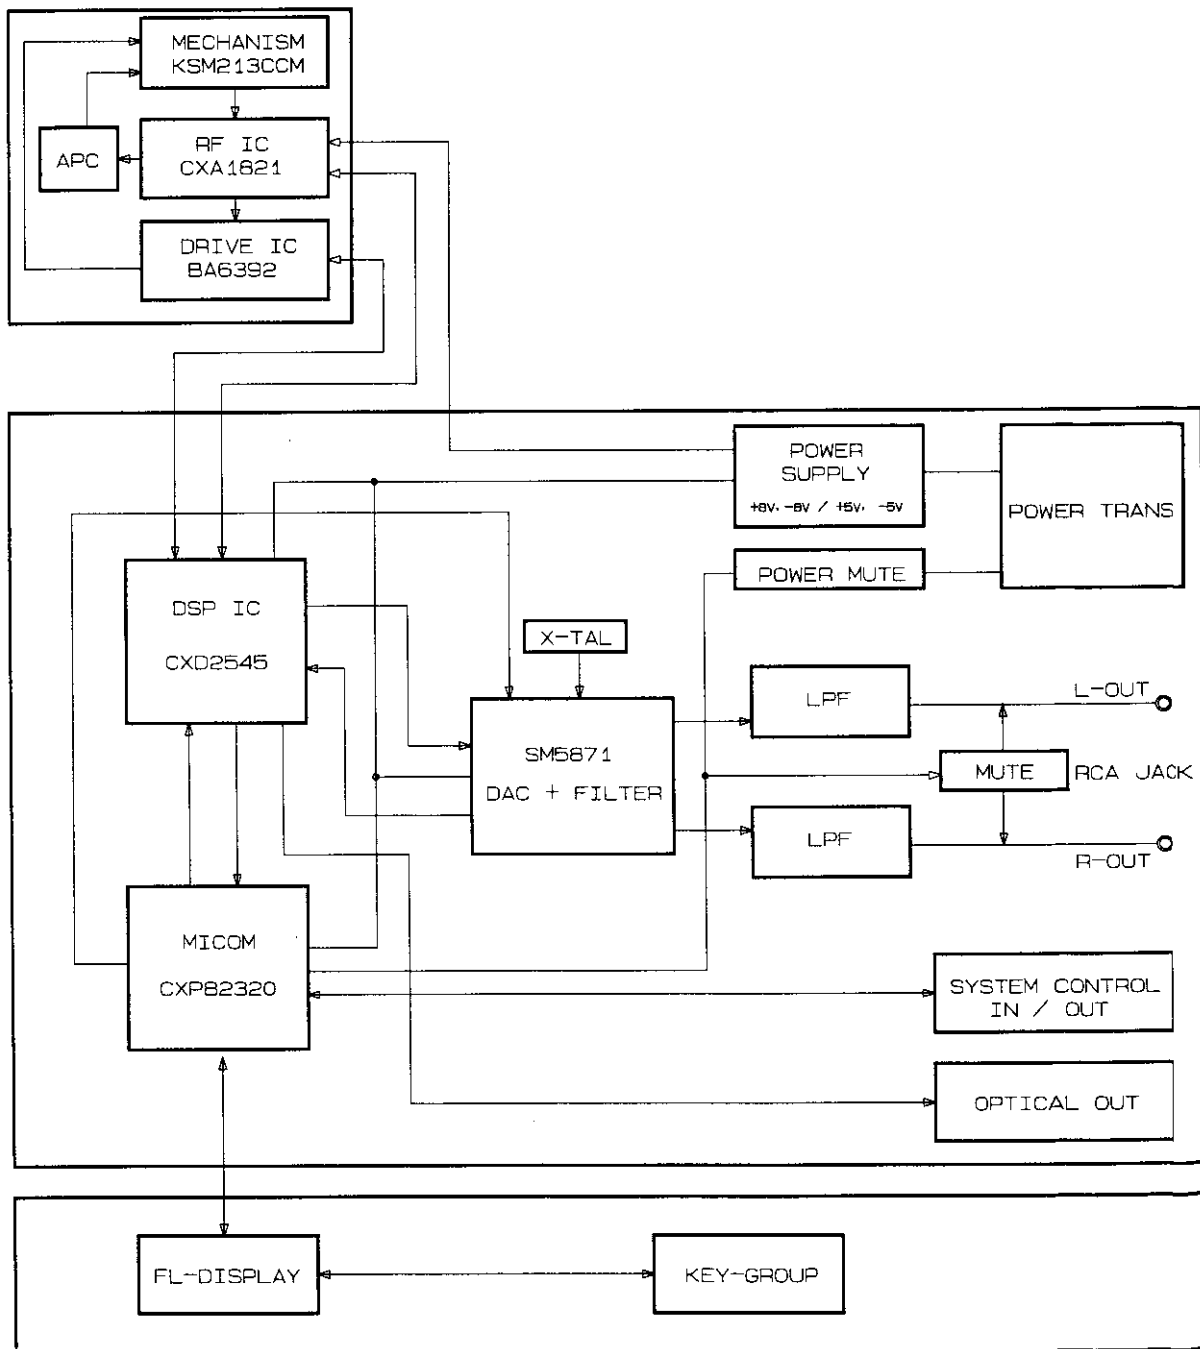 MECHANISM
KSM213CCM
RF IC
CXA1821
APC
DRIVE IC
BA6392
POWER
SUPPLY
+8V, -8V / +5V, -5V
POWER TRANS
POWER MUTE
DSP IC
CXD2545
X-TAL
LPF
L-OUT
SM5871
DAC + FILTER
MUTE
RCA JACK
LPF
R-OUT
MICOM
CXP82320
SYSTEM CONTROL
IN / OUT
OPTICAL OUT
FL-DISPLAY
KEY-GROUP